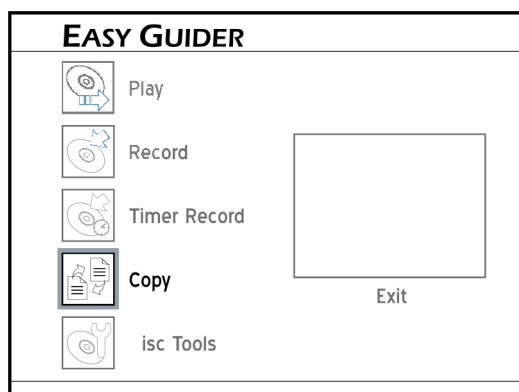 EASY GUIDER
Play
Record
Timer Record
Copy
Exit
isc Tools